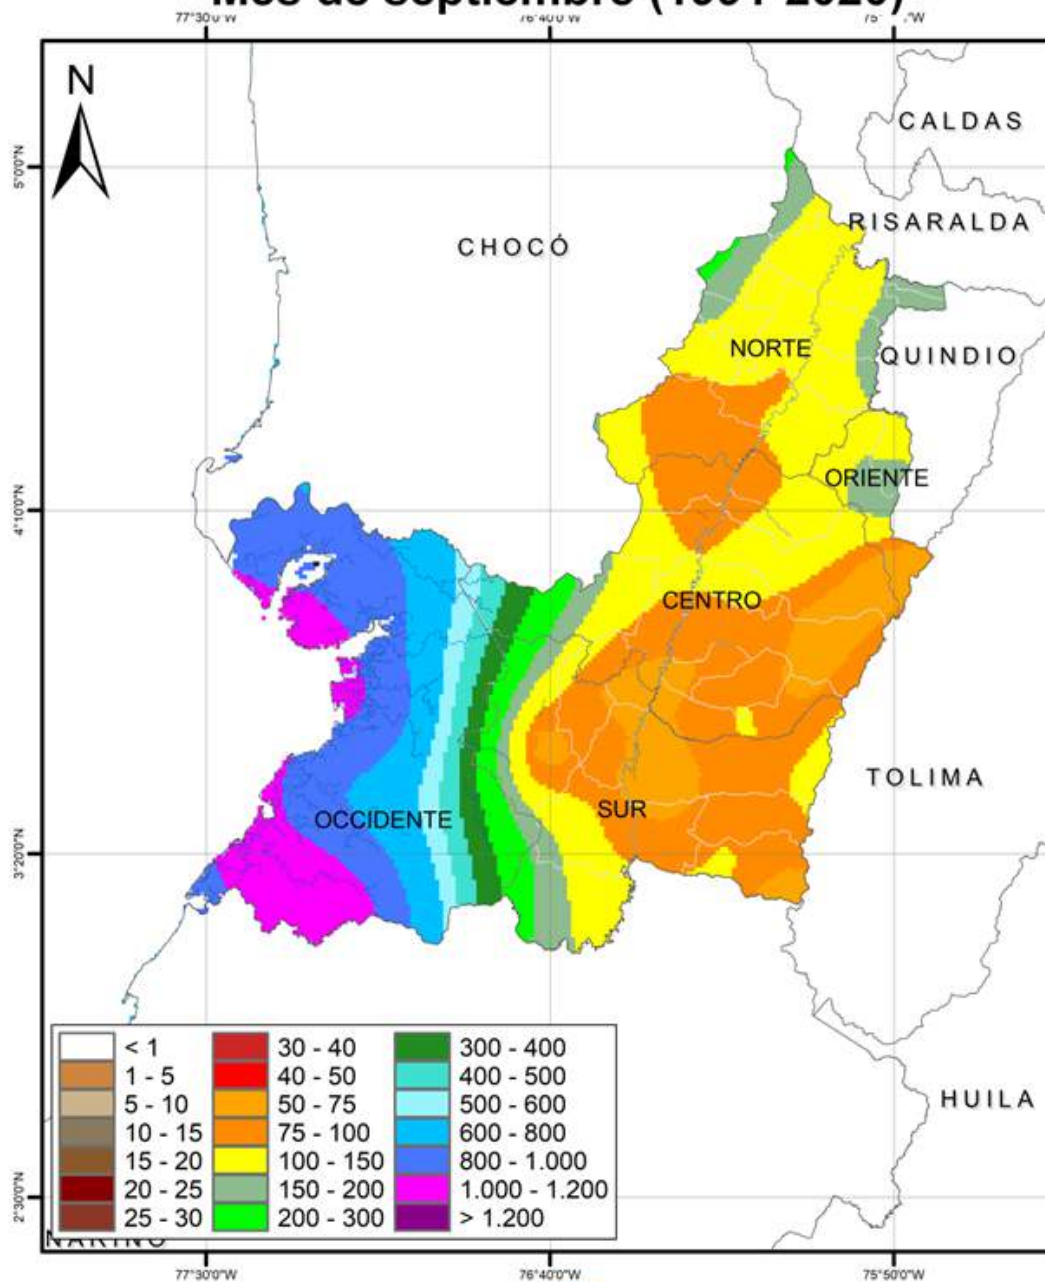 Mes de septiembre (1991-2020)
77°30'0"W 76°40'0"W
N
CALDAS
5°0'0"N
RISARALDA
CHOCÓ
NORTE
QUINDIO
ORIENTE
4°10'0"N
CENTRO
TOLIMA
SUR
OCCIDENTE
3°20'0"N
HUILA
< 1
1 - 5
5 - 10
10 - 15
15 - 20
20 - 25
25 - 30
30 - 40
40 - 50
50 - 75
75 - 100
100 - 150
150 - 200
200 - 300
300 - 400
400 - 500
500 - 600
600 - 800
800 - 1.000
1.000 - 1.200
> 1.200
2°30'0"N
NARIÑO
77°30'0"W 76°40'0"W 75°50'0"W